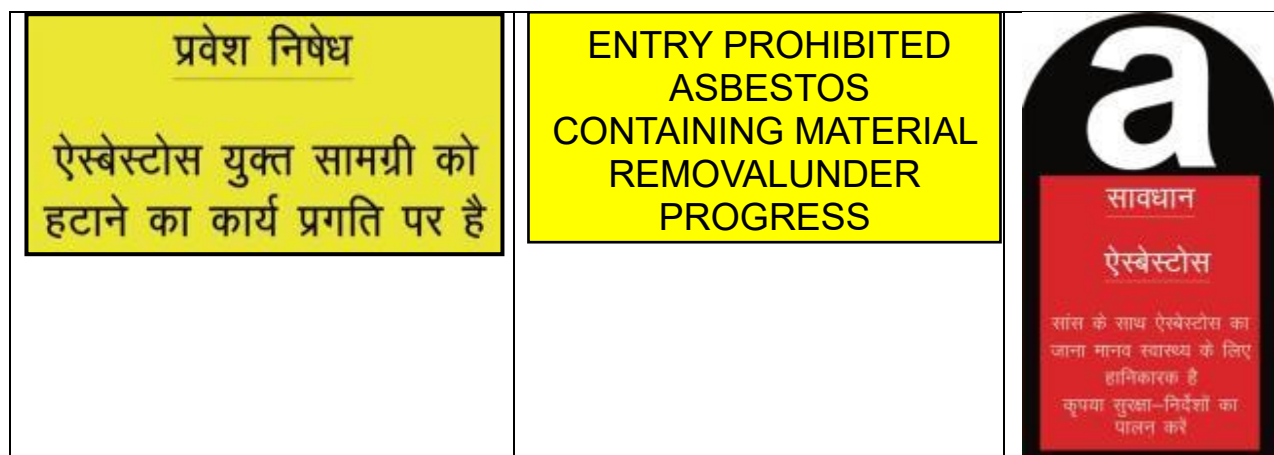 प्रवेश निषेध
ऐस्बेस्टोस युक्त सामग्री को
हटाने का कार्य प्रगति पर है
ENTRY PROHIBITED
ASBESTOS
CONTAINING MATERIAL
REMOVALUNDER
PROGRESS
a
सावधान
ऐस्बेस्टोस
सांस के साथ ऐस्बेस्टोस का
जाना मानव स्वास्थ्य के लिए
हानिकारक है
कृपया सुरक्षा–निर्देशों का
पालन करें